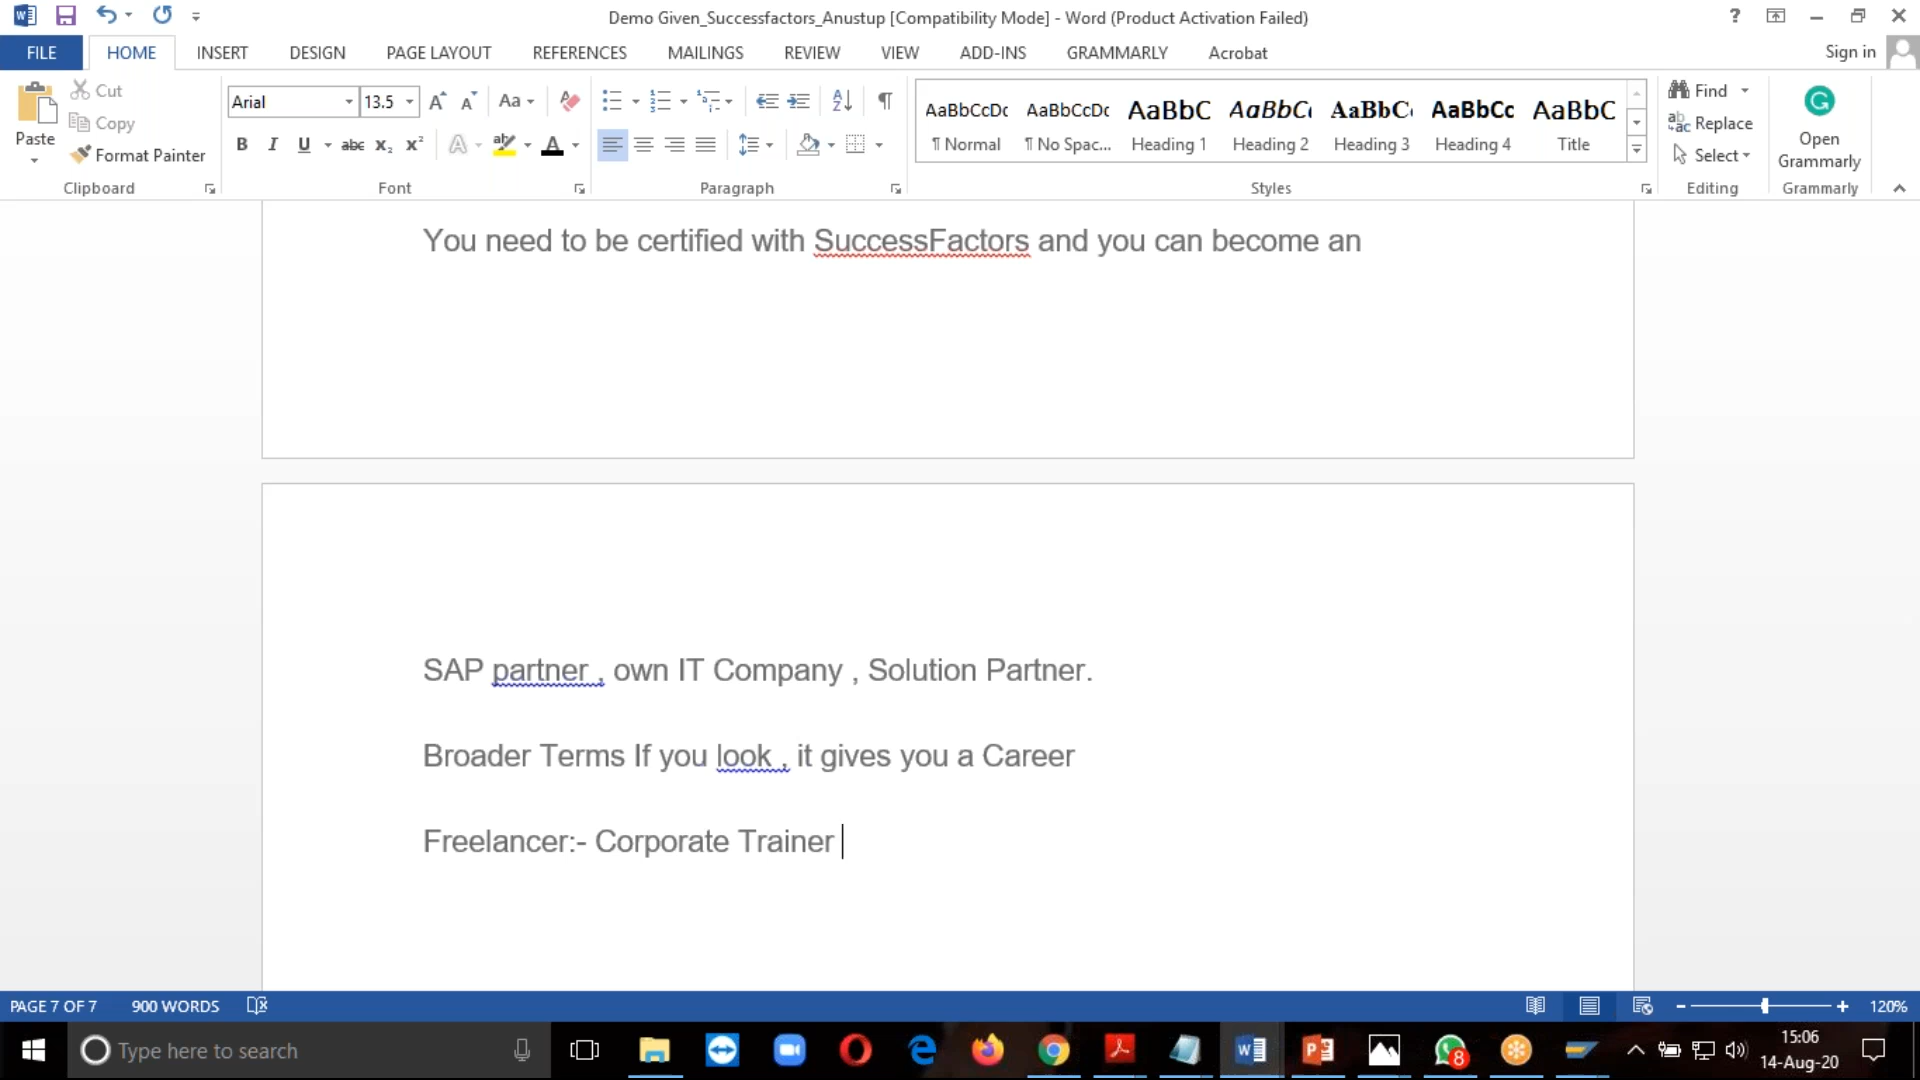 Demo Given_Successfactors_Anustup [Compatibility Mode] - Word (Product Activation Failed)
FILE HOME INSERT DESIGN PAGE LAYOUT REFERENCES MAILINGS REVIEW VIEW ADD-INS GRAMMARLY Acrobat Sign in
Paste
Cut
Copy
Format Painter
Clipboard
Arial 13.5
Font
Paragraph
AaBbCcDc AaBbCcDc AaBbC AaBbC AaBbC AaBbCc AaBbC
¶ Normal ¶ No Spac... Heading 1 Heading 2 Heading 3 Heading 4 Title
Styles
Find
Replace
Select
Editing
Open Grammarly
Grammarly
You need to be certified with SuccessFactors and you can become an
SAP partner , own IT Company , Solution Partner.
Broader Terms If you look , it gives you a Career
Freelancer:- Corporate Trainer
PAGE 7 OF 7 900 WORDS 120%
Type here to search
8
15:06
14-Aug-20